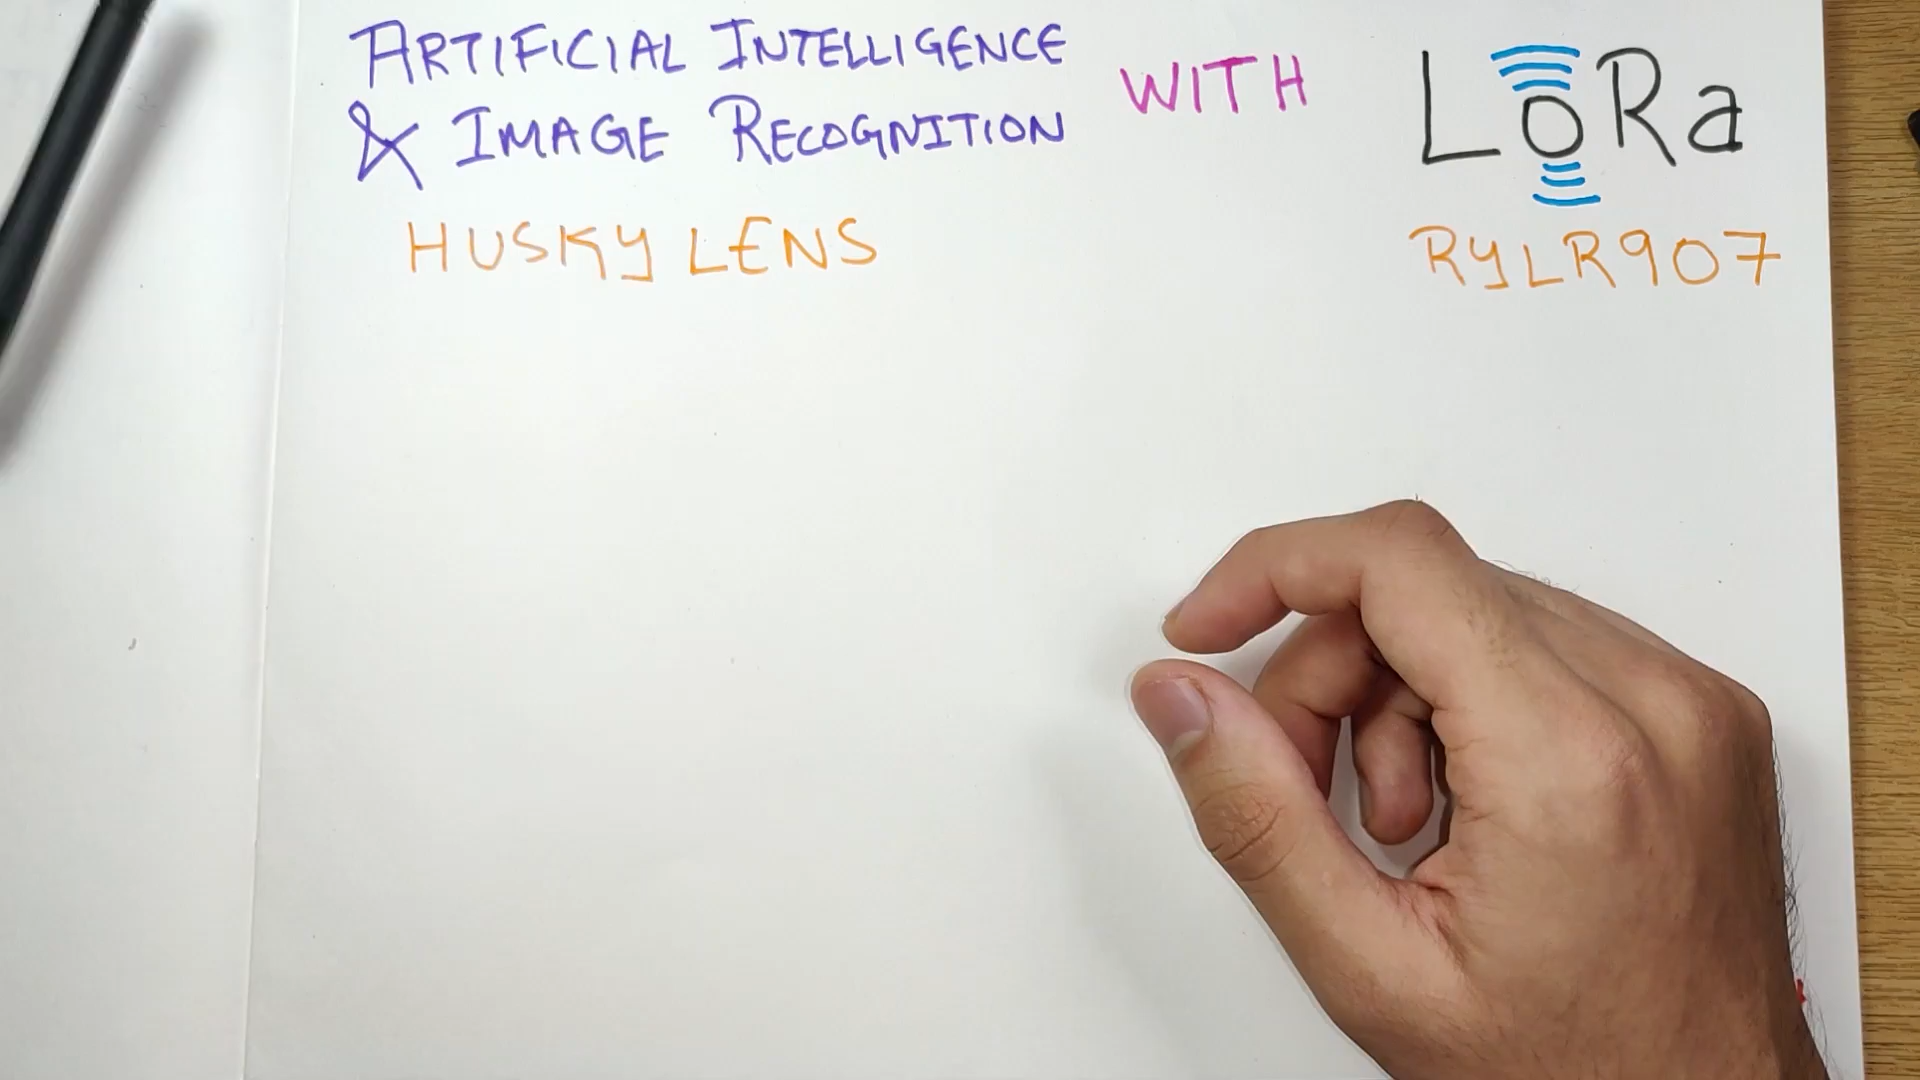 ARTIFICIAL INTELLIGENCE
& IMAGE RECOGNITION
WITH
LoRa
HUSKY LENS
RYLR907